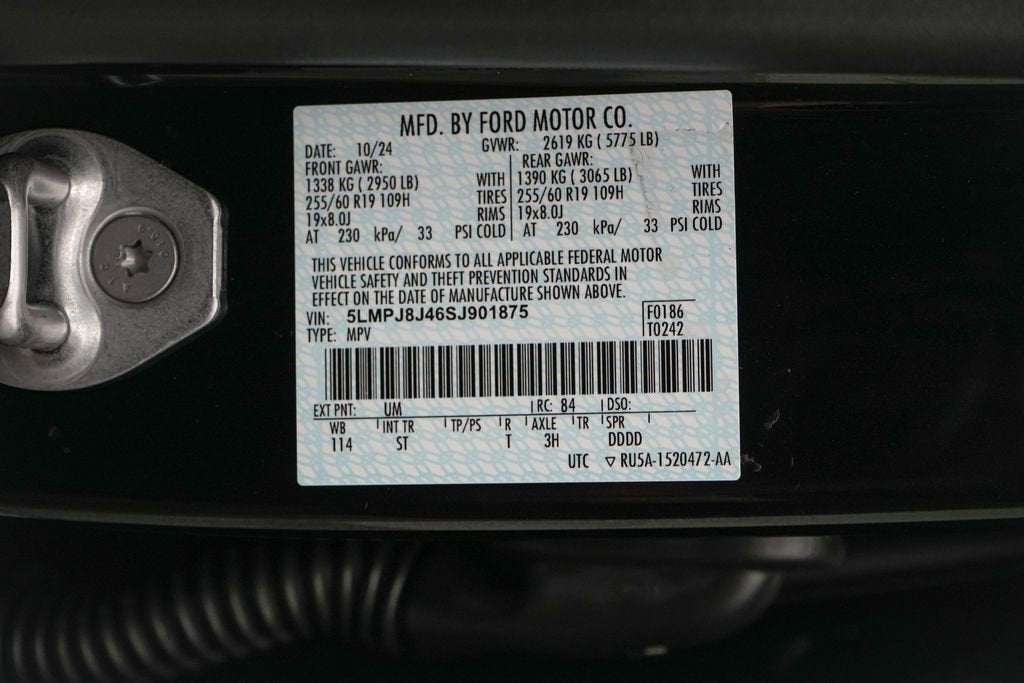 MFD. BY FORD MOTOR CO.
DATE: 10/24 GVWR: 2619 KG ( 5775 LB)
FRONT GAWR: REAR GAWR:
1338 KG ( 2950 LB) WITH 1390 KG ( 3065 LB) WITH
255/60 R19 109H TIRES 255/60 R19 109H TIRES
19x8.0J RIMS 19x8.0J RIMS
AT 230 kPa/ 33 PSI COLD AT 230 kPa/ 33 PSI COLD
THIS VEHICLE CONFORMS TO ALL APPLICABLE FEDERAL MOTOR
VEHICLE SAFETY AND THEFT PREVENTION STANDARDS IN
EFFECT ON THE DATE OF MANUFACTURE SHOWN ABOVE.
VIN: 5LMPJ8J46SJ901875 F0186
TYPE: MPV T0242
EXT PNT: UM RC: 84 DSO:
WB INT TR TP/PS R AXLE TR SPR
114 ST T 3H DDDD
UTC ▽ RU5A-1520472-AA